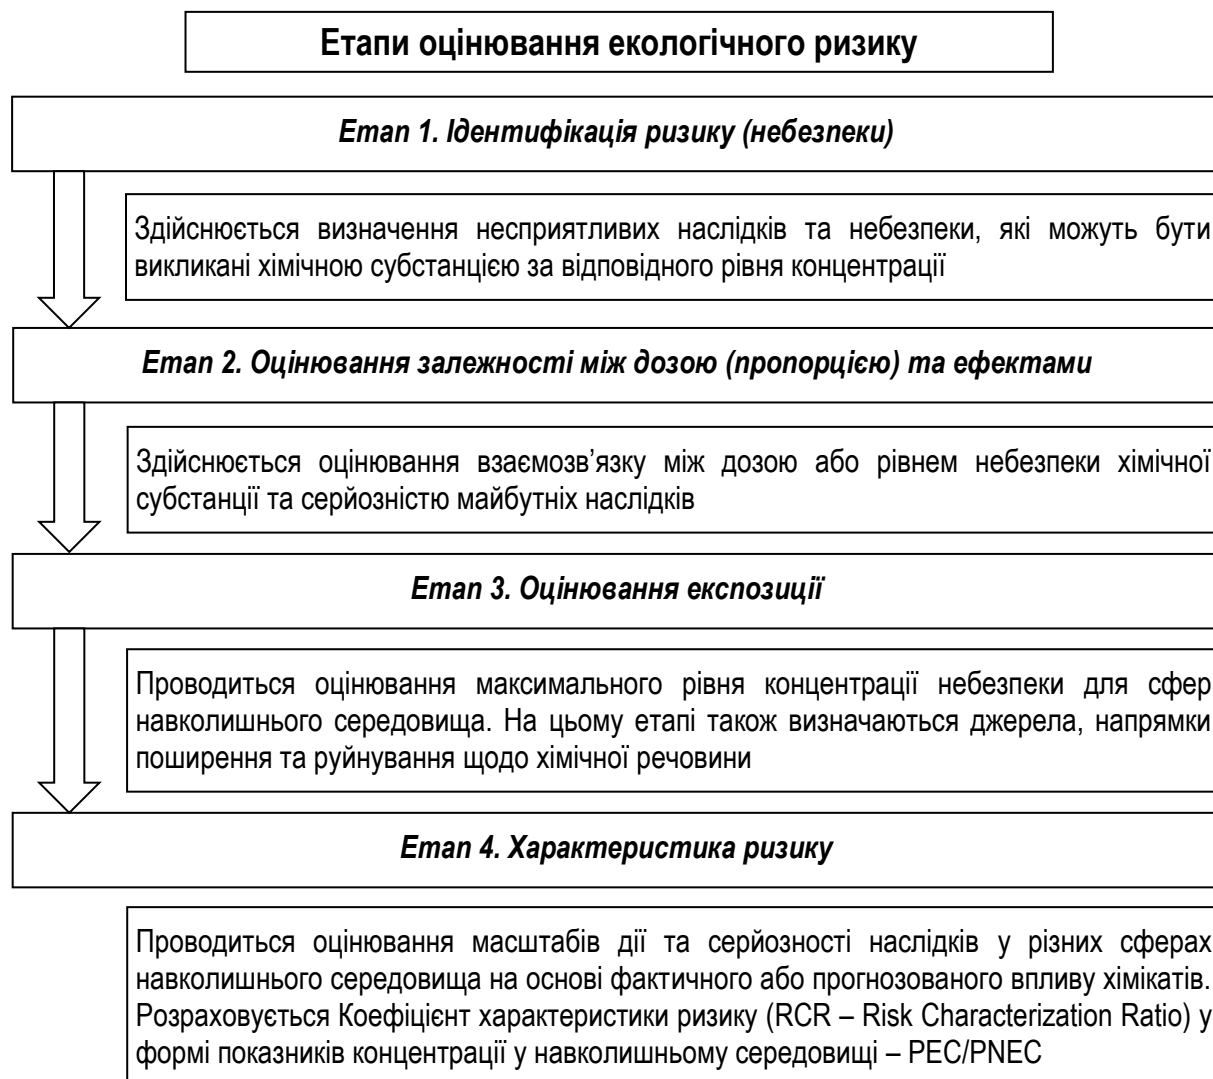 Етапи оцінювання екологічного ризику
Етап 1. Ідентифікація ризику (небезпеки)
Здійснюється визначення несприятливих наслідків та небезпеки, які можуть бути
викликані хімічною субстанцією за відповідного рівня концентрації
Етап 2. Оцінювання залежності між дозою (пропорцією) та ефектами
Здійснюється оцінювання взаємозв'язку між дозою або рівнем небезпеки хімічної
субстанції та серйозністю майбутніх наслідків
Етап 3. Оцінювання експозиції
Проводиться оцінювання максимального рівня концентрації небезпеки для сфер
навколишнього середовища. На цьому етапі також визначаються джерела, напрямки
поширення та руйнування щодо хімічної речовини
Етап 4. Характеристика ризику
Проводиться оцінювання масштабів дії та серйозності наслідків у різних сферах
навколишнього середовища на основі фактичного або прогнозованого впливу хімікатів.
Розраховується Коефіцієнт характеристики ризику (RCR – Risk Characterization Ratio) у
формі показників концентрації у навколишньому середовищі – PEC/PNEC